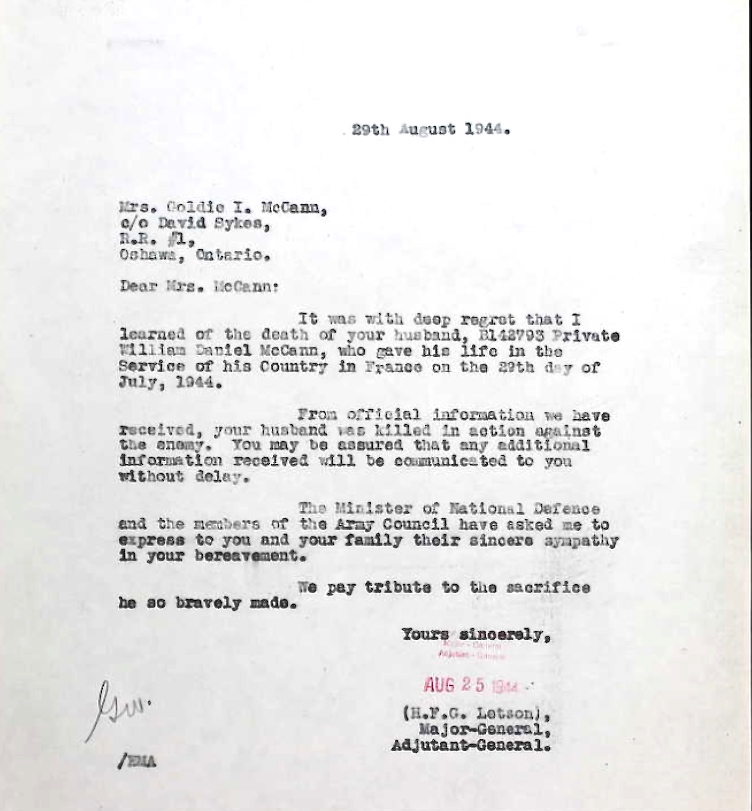 29th August 1944.
Mrs. Goldie I. McCann,
c/o David Sykes,
R.R. #1,
Oshawa, Ontario.
Dear Mrs. McCann:
It was with deep regret that I
learned of the death of your husband, B142793 Private
William Daniel McCann, who gave his life in the
Service of his Country in France on the 29th day of
July, 1944.
From official information we have
received, your husband was killed in action against
the enemy. You may be assured that any additional
information received will be communicated to you
without delay.
The Minister of National Defence
and the members of the Army Council have asked me to
express to you and your family their sincere sympathy
in your bereavement.
We pay tribute to the sacrifice
he so bravely made.
Yours sincerely,
Major-General
Adjutant-General
AUG 25 1944
(H.F.G. Letson),
Major-General,
Adjutant-General.
/EMA